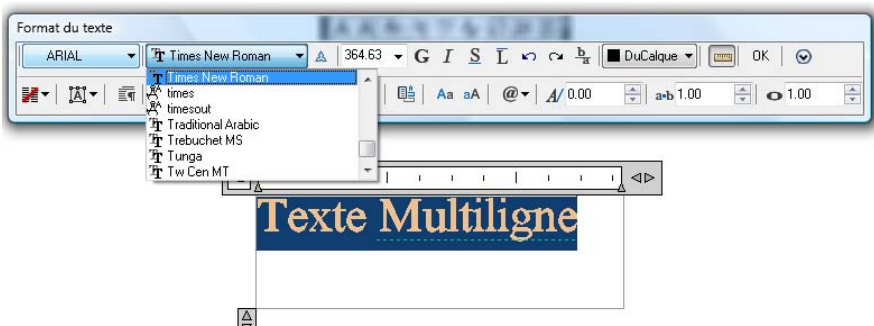 Format du texte
ARIAL Times New Roman 364.63 G I S L b/a DuCalque OK
Times New Roman
times
timesout
Traditional Arabic
Trebuchet MS
Tunga
Tw Cen MT
A Aa aA @ A/ 0.00 a•b 1.00 1.00
Texte Multiligne